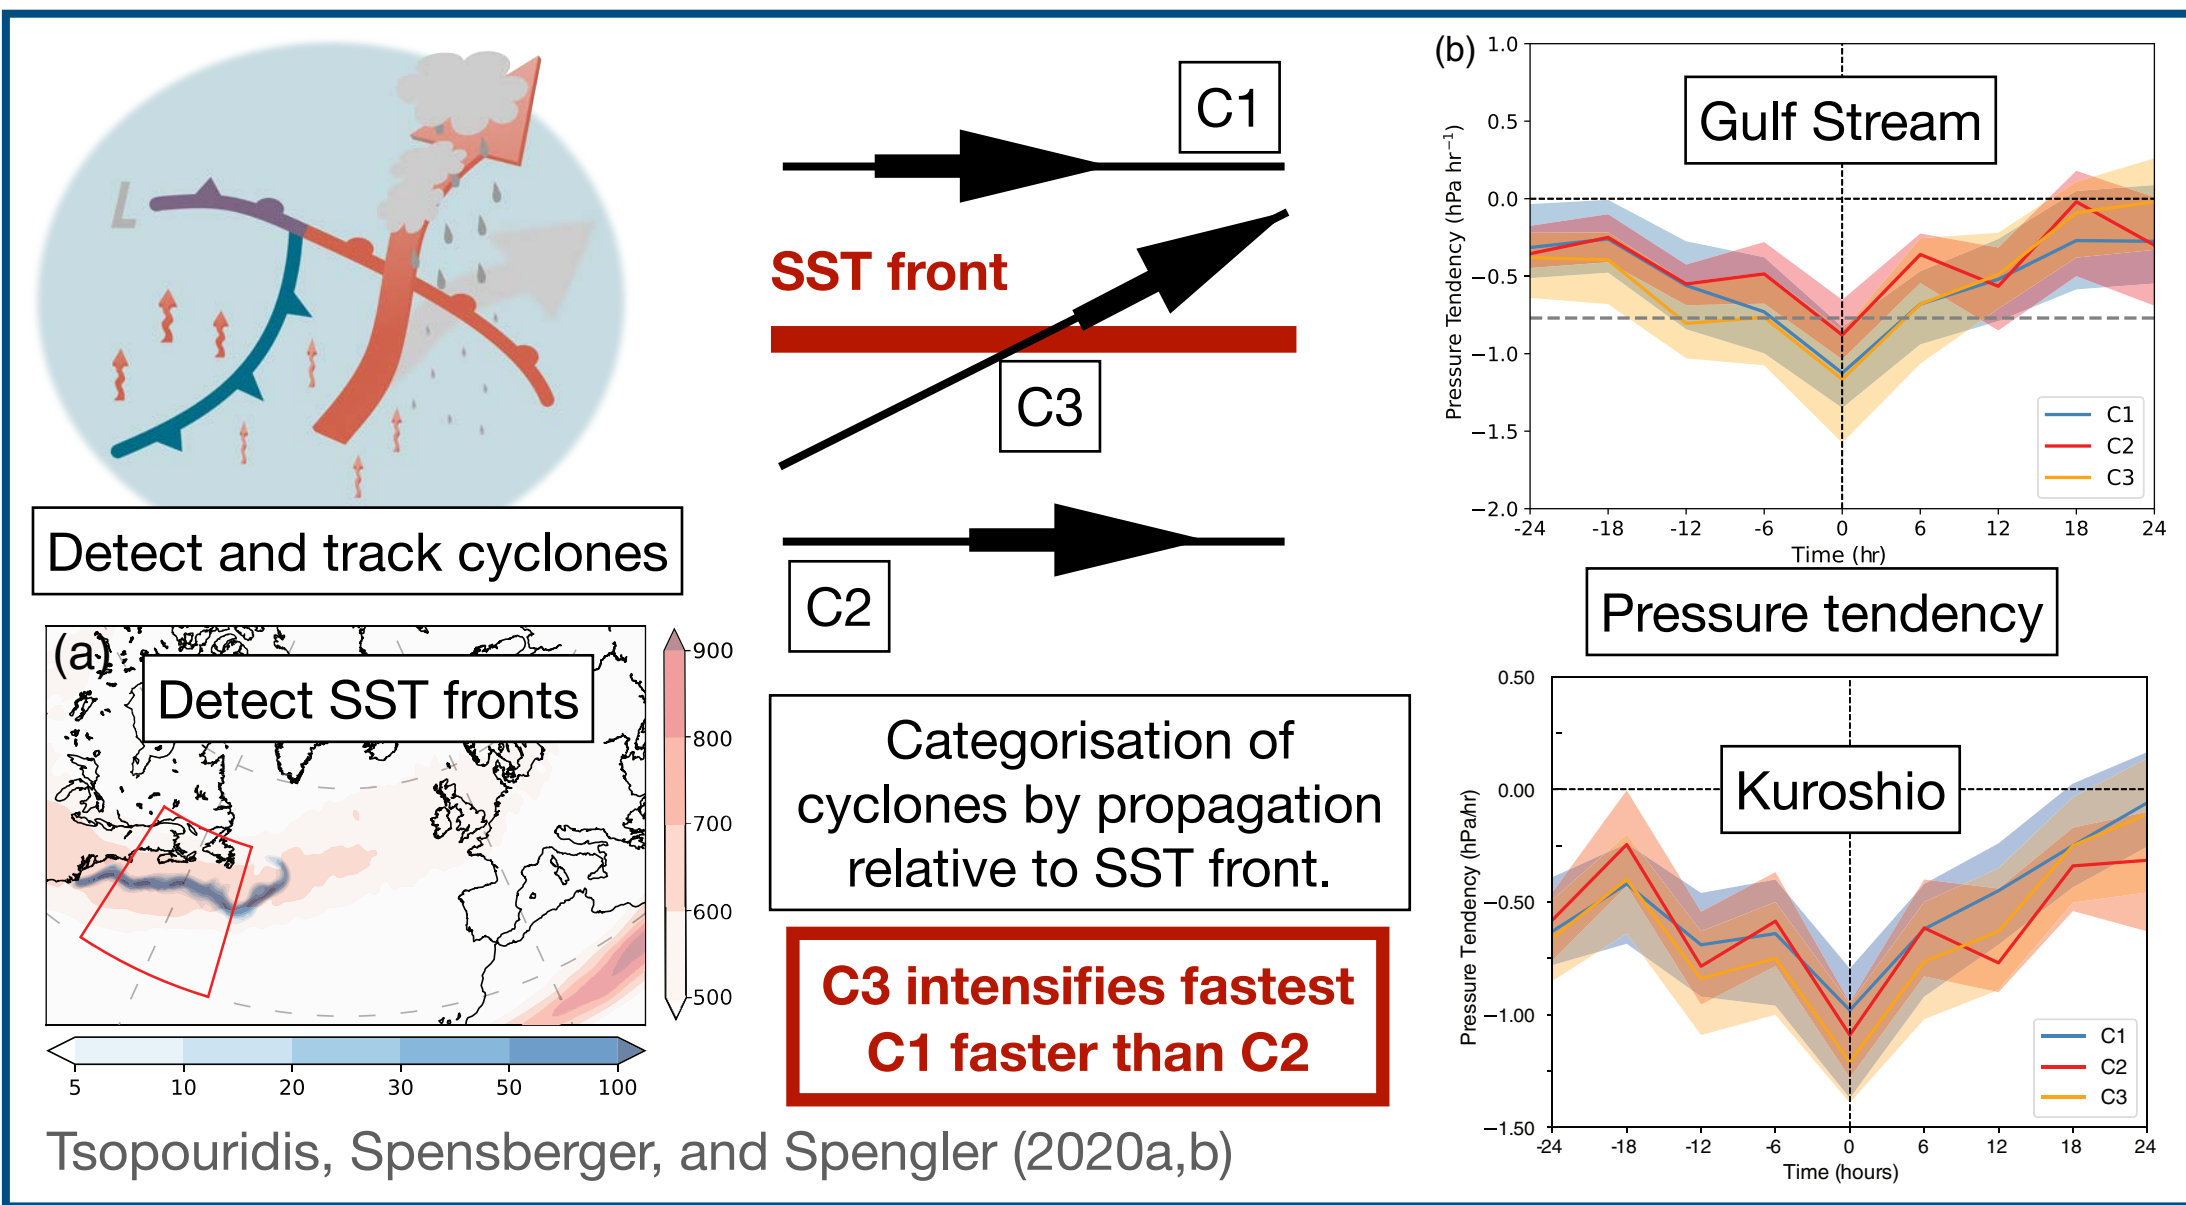 L
Detect and track cyclones
(a)
Detect SST fronts
900
800
700
600
500
5 10 20 30 50 100
C1
SST front
C3
C2
Categorisation of
cyclones by propagation
relative to SST front.
C3 intensifies fastest
C1 faster than C2
(b)
Gulf Stream
Pressure Tendency (hPa hr⁻¹)
1.0
0.5
0.0
−0.5
−1.0
−1.5
−2.0
-24 -18 -12 -6 0 6 12 18 24
Time (hr)
C1
C2
C3
Pressure tendency
Kuroshio
Pressure Tendency (hPa/hr)
0.50
0.00
−0.50
−1.00
−1.50
-24 -18 -12 -6 0 6 12 18 24
Time (hours)
C1
C2
C3
Tsopouridis, Spensberger, and Spengler (2020a,b)